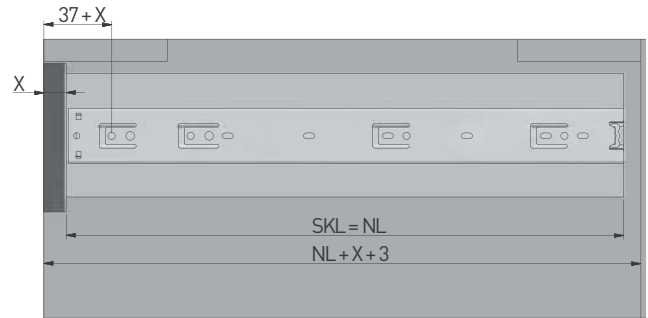 37 + X
X
SKL = NL
NL + X + 3